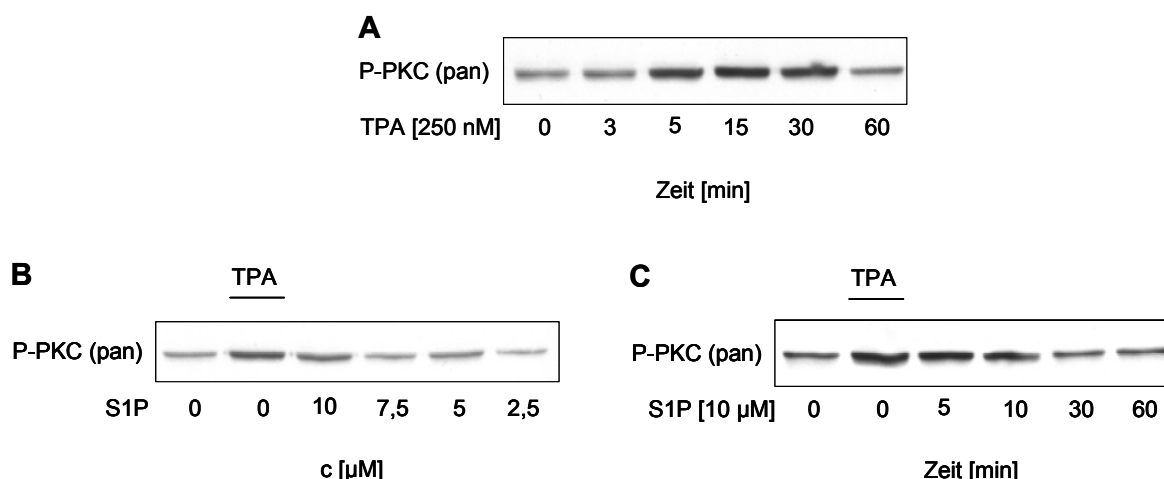 A
P-PKC (pan)
TPA [250 nM] 0 3 5 15 30 60
Zeit [min]
B
TPA
P-PKC (pan)
S1P 0 0 10 7,5 5 2,5
c [µM]
C
TPA
P-PKC (pan)
S1P [10 µM] 0 0 5 10 30 60
Zeit [min]